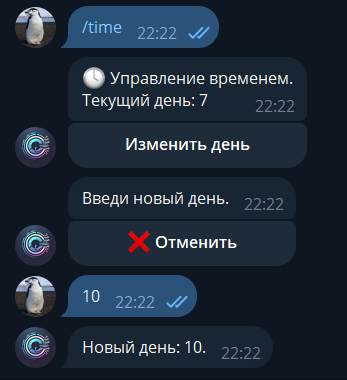 /time 22:22
🕓 Управление временем.
Текущий день: 7 22:22
Изменить день
Введи новый день. 22:22
❌ Отменить
10 22:22
Новый день: 10. 22:22